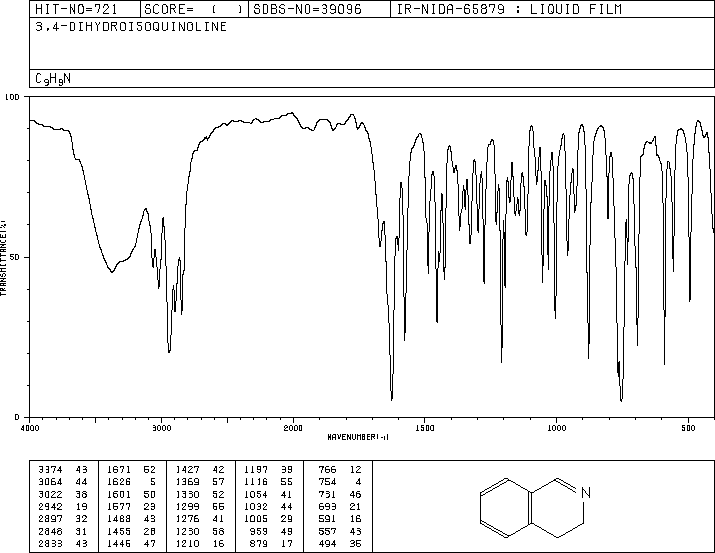 HIT-NO=721 SCORE= ( ) SDBS-NO=39096 IR-NIDA-65879 : LIQUID FILM
3,4-DIHYDROISOQUINOLINE
C9H9N
100
TRANSMITTANCE(%)
50
0
4000 3000 2000 1500 1000 500
WAVENUMBER(-1)
3374 43 1671 52 1427 42 1197 39 766 12
3064 44 1626 5 1369 57 1116 55 754 4
3022 38 1601 50 1330 52 1054 41 731 46
2942 19 1577 23 1299 55 1032 44 693 21
2897 32 1488 43 1276 41 1005 29 591 16
2848 31 1455 28 1230 58 959 49 557 43
2833 43 1446 47 1210 16 879 17 494 35
N